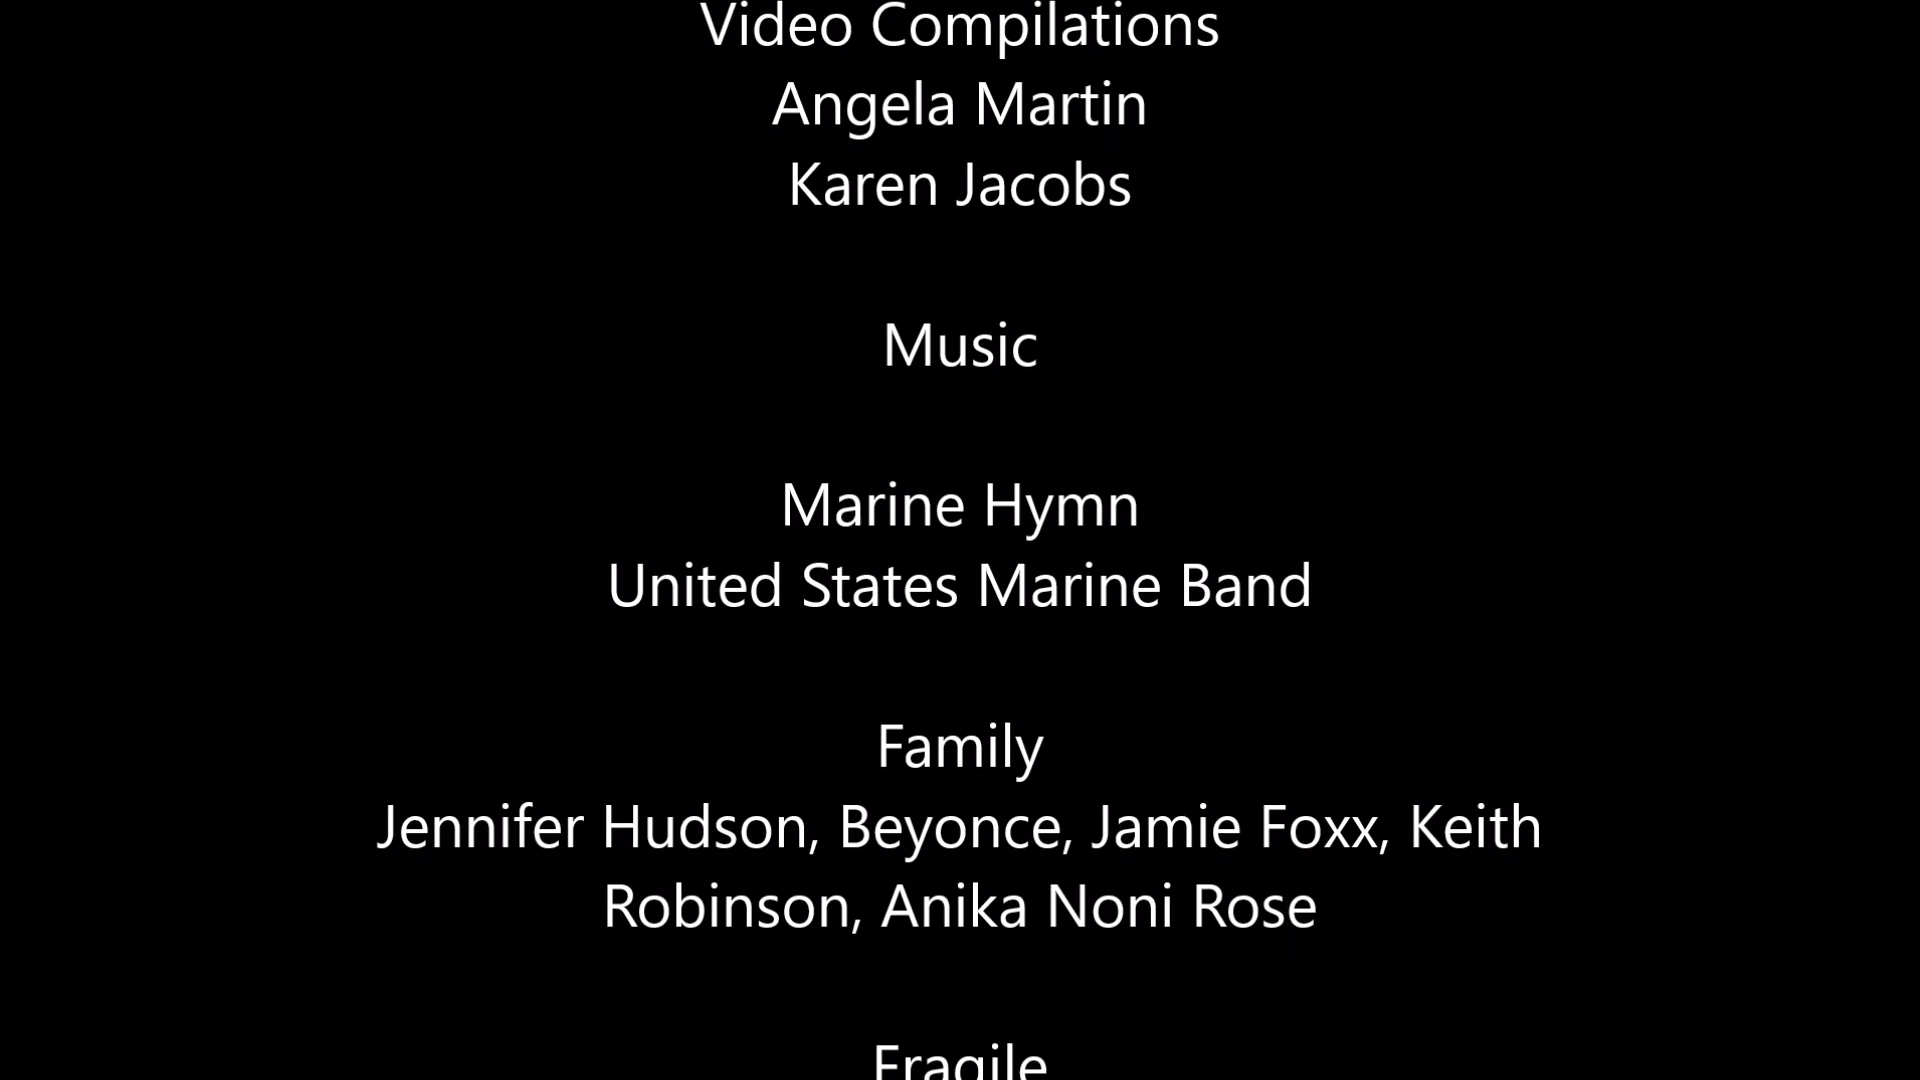 Video Compilations
Angela Martin
Karen Jacobs
Music
Marine Hymn
United States Marine Band
Family
Jennifer Hudson, Beyonce, Jamie Foxx, Keith
Robinson, Anika Noni Rose
Fragile